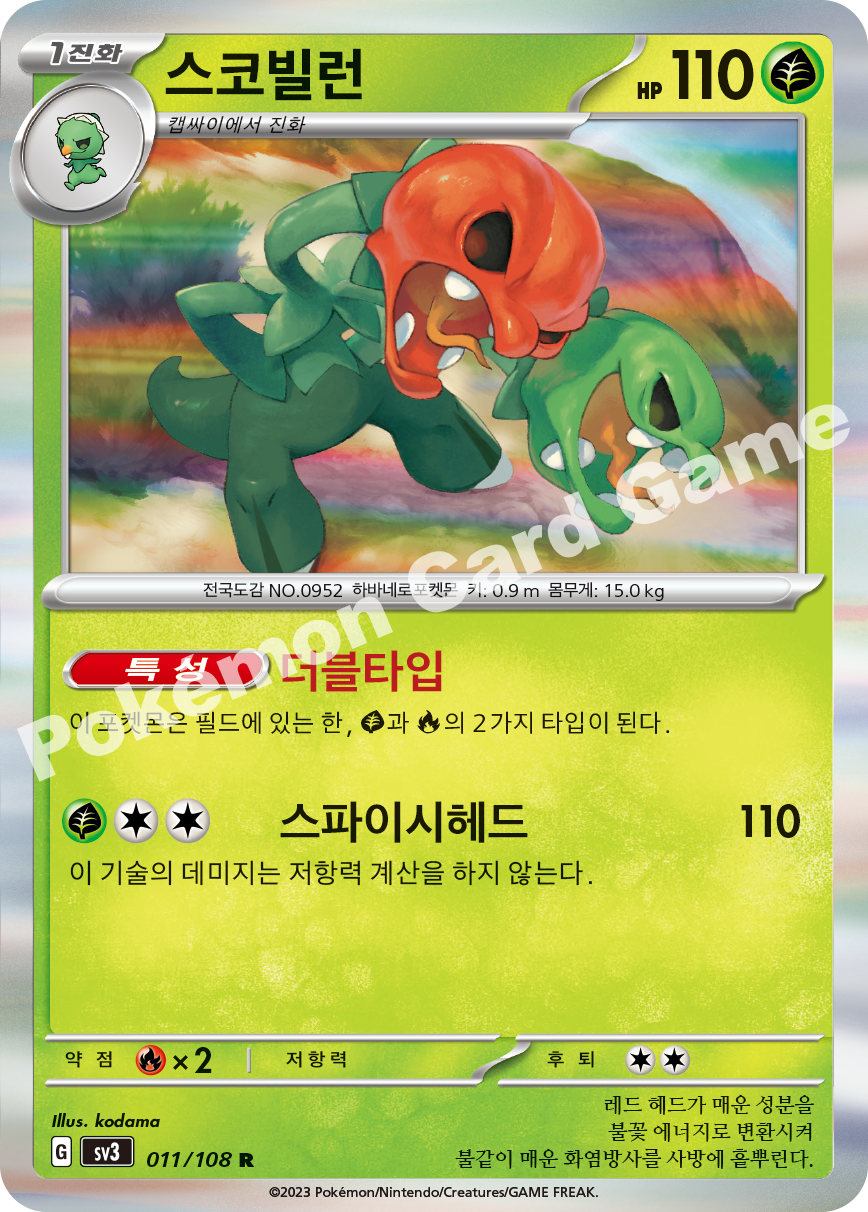 1진화
스코빌런
HP 110
캡싸이에서 진화
전국도감 NO.0952 하바네로포켓몬 키: 0.9 m 몸무게: 15.0 kg
특성 더블타입
이 포켓몬은 필드에 있는 한, 과 의 2가지 타입이 된다.
스파이시헤드 110
이 기술의 데미지는 저항력 계산을 하지 않는다.
약점 ×2 저항력 후퇴
Illus. kodama
레드 헤드가 매운 성분을
불꽃 에너지로 변환시켜
불같이 매운 화염방사를 사방에 흩뿌린다.
G sv3 011/108 R
©2023 Pokémon/Nintendo/Creatures/GAME FREAK.
Pokémon Card Game